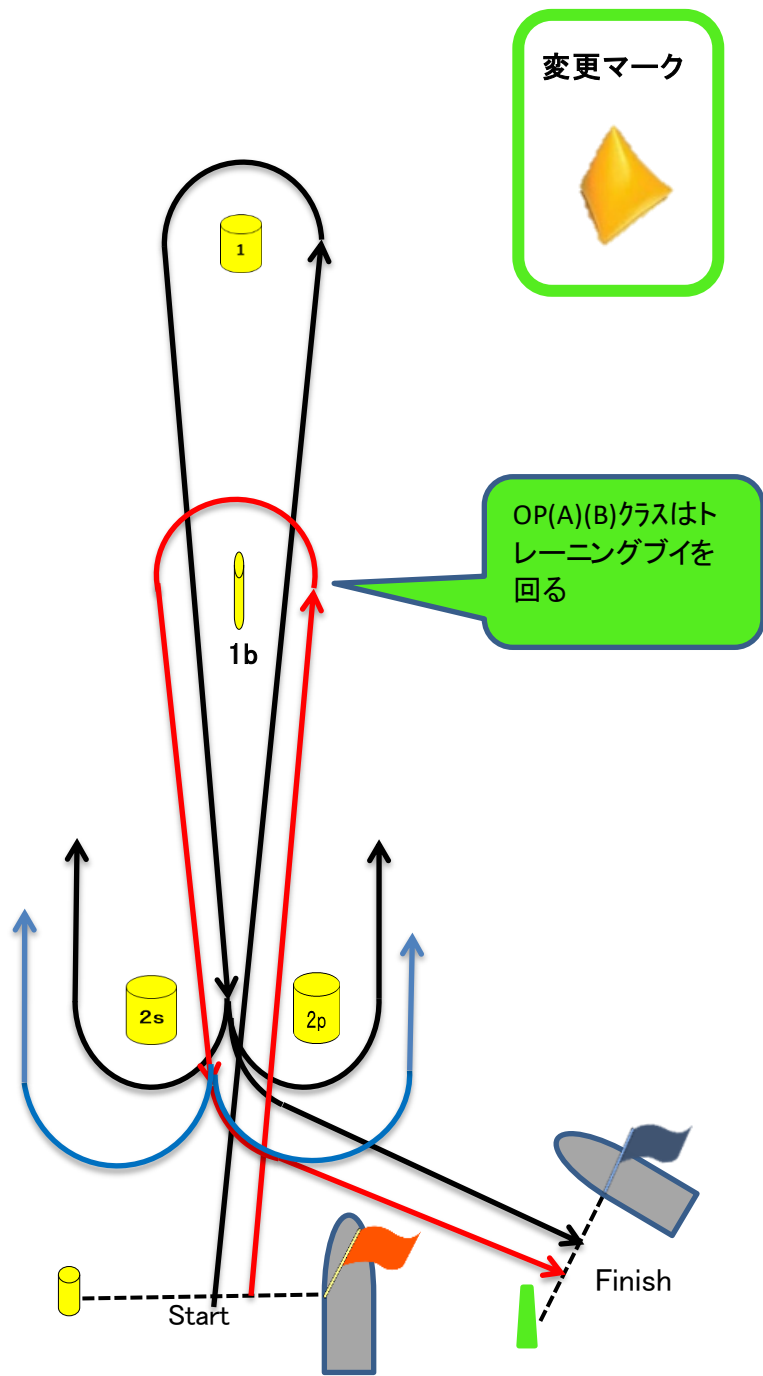 変更マーク
1
OP(A)(B)クラスはト
レーニングブイを
回る
1b
2s
2p
Finish
Start